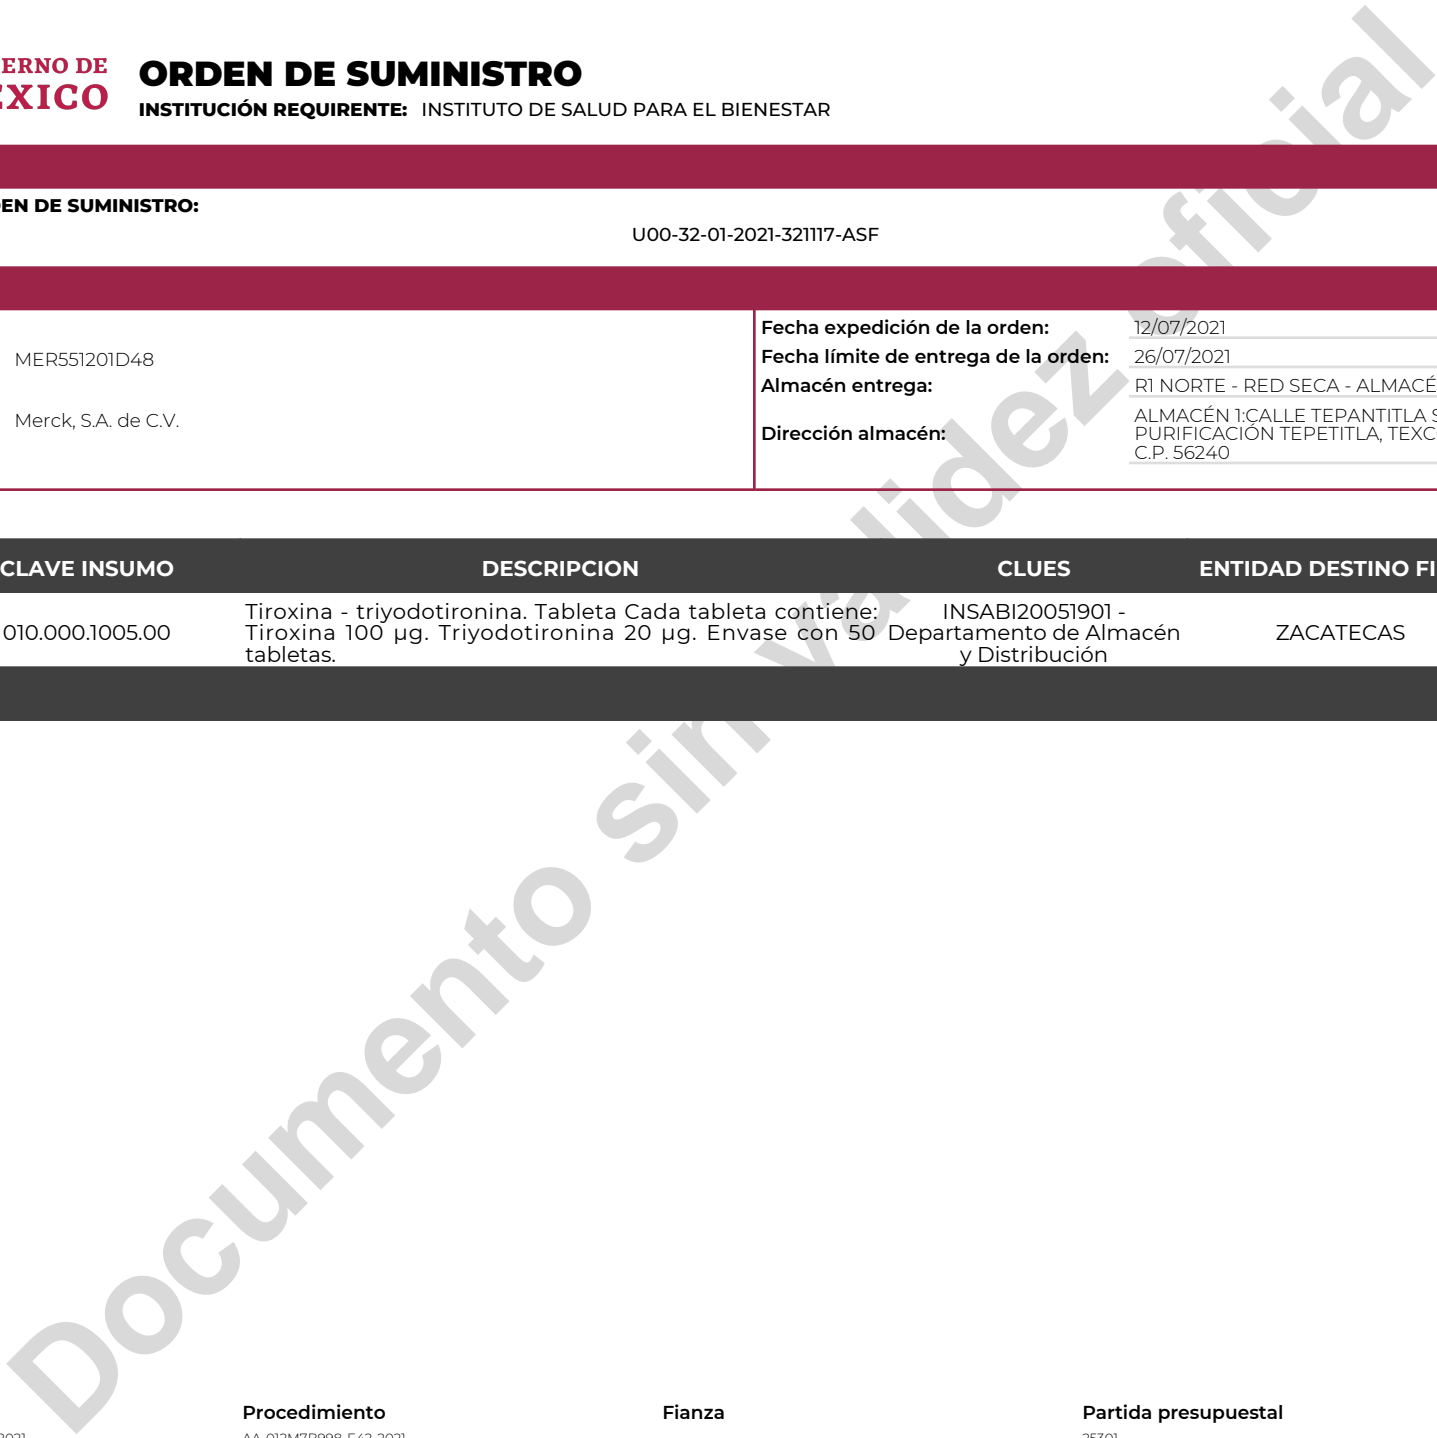 ERNO DE
ÉXICO
ORDEN DE SUMINISTRO
INSTITUCIÓN REQUIRENTE: INSTITUTO DE SALUD PARA EL BIENESTAR
EN DE SUMINISTRO:
U00-32-01-2021-321117-ASF
MER551201D48
Merck, S.A. de C.V.
Fecha expedición de la orden: 12/07/2021
Fecha límite de entrega de la orden: 26/07/2021
Almacén entrega: R1 NORTE - RED SECA - ALMACÉ
Dirección almacén: ALMACÉN 1:CALLE TEPANTITLA S
PURIFICACIÓN TEPETITLA, TEXC
C.P. 56240
CLAVE INSUMO DESCRIPCION CLUES ENTIDAD DESTINO FI
010.000.1005.00
Tiroxina - triyodotironina. Tableta Cada tableta contiene:
Tiroxina 100 µg. Triyodotironina 20 µg. Envase con 50
tabletas.
INSABI20051901 -
Departamento de Almacén
y Distribución
ZACATECAS
Documento sin validez oficial
Procedimiento Fianza Partida presupuestal